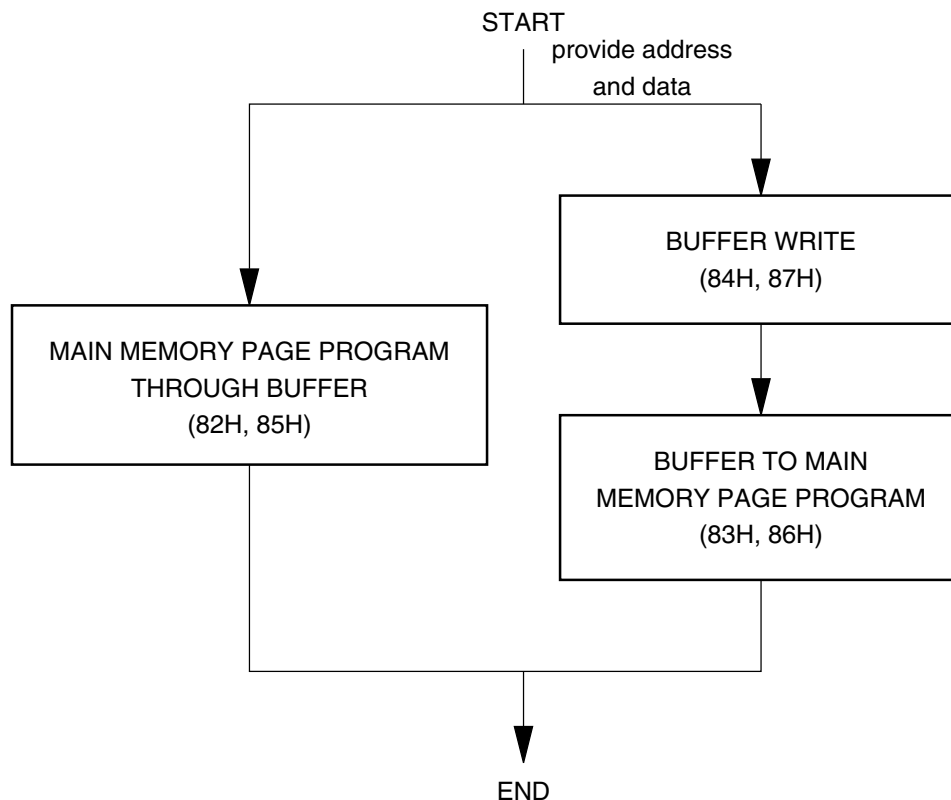 START
provide address
and data
BUFFER WRITE
(84H, 87H)
MAIN MEMORY PAGE PROGRAM
THROUGH BUFFER
(82H, 85H)
BUFFER TO MAIN
MEMORY PAGE PROGRAM
(83H, 86H)
END